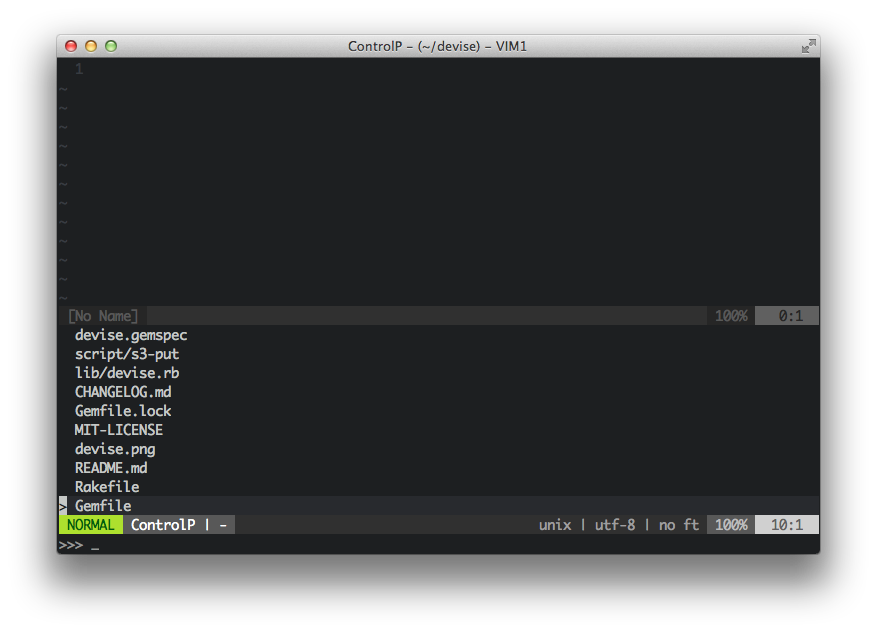 ControlP – (~/devise) – VIM1
1
~
~
~
~
~
~
~
~
~
~
~
~
[No Name] 100% 0:1
devise.gemspec
script/s3-put
lib/devise.rb
CHANGELOG.md
Gemfile.lock
MIT-LICENSE
devise.png
README.md
Rakefile
> Gemfile
NORMAL ControlP | - unix | utf-8 | no ft 100% 10:1
>>> _